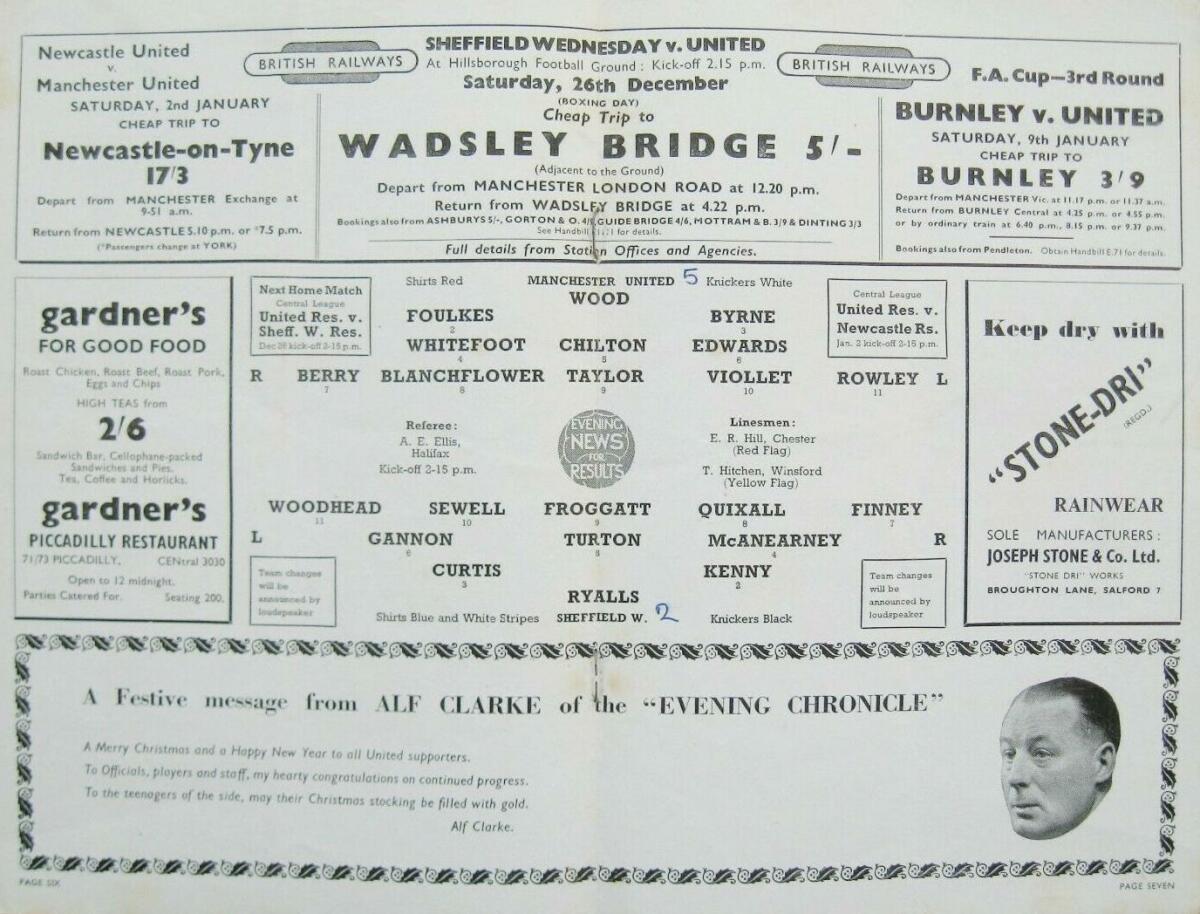 Newcastle United
v.
Manchester United
SATURDAY, 2nd JANUARY
CHEAP TRIP TO
Newcastle-on-Tyne
17/3
Depart from MANCHESTER Exchange at
9-51 a.m.
Return from NEWCASTLE 5.10 p.m. or *7.5 p.m.
(*Passengers change at YORK)
BRITISH RAILWAYS
SHEFFIELD WEDNESDAY v. UNITED
At Hillsborough Football Ground : Kick-off 2.15 p.m.
Saturday, 26th December
(BOXING DAY)
Cheap Trip to
WADSLEY BRIDGE 5/-
(Adjacent to the Ground)
Depart from MANCHESTER LONDON ROAD at 12.20 p.m.
Return from WADSLEY BRIDGE at 4.22 p.m.
Bookings also from ASHBURYS 5/-, GORTON & O. 4/9, GUIDE BRIDGE 4/6, MOTTRAM & B. 3/9 & DINTING 3/3
See Handbill for details.
Full details from Station Offices and Agencies.
BRITISH RAILWAYS
F.A. Cup—3rd Round
BURNLEY v. UNITED
SATURDAY, 9th JANUARY
CHEAP TRIP TO
BURNLEY 3/9
Depart from MANCHESTER Vic. at 11.17 p.m. or 11.37 a.m.
Return from BURNLEY Central at 4.25 p.m. or 4.55 p.m.
or by ordinary train at 6.40 p.m., 8.15 p.m. or 9.37 p.m.
Bookings also from Pendleton. Obtain Handbill E.71 for details.
gardner's
FOR GOOD FOOD
Roast Chicken, Roast Beef, Roast Pork,
Eggs and Chips
HIGH TEAS from
2/6
Sandwich Bar, Cellophane-packed
Sandwiches and Pies.
Tea, Coffee and Horlicks.
gardner's
PICCADILLY RESTAURANT
71/73 PICCADILLY, CENtral 3030
Open to 12 midnight.
Parties Catered For. Seating 200.
Next Home Match
Central League
United Res. v.
Sheff. W. Res.
Dec 26 kick-off 2-15 p.m.
Shirts Red MANCHESTER UNITED 5 Knickers White
WOOD
FOULKES BYRNE
2 3
WHITEFOOT CHILTON EDWARDS
4 5 6
R BERRY BLANCHFLOWER TAYLOR VIOLLET ROWLEY L
7 8 9 10 11
Central League
United Res. v.
Newcastle Rs.
Jan. 2 kick-off 2-15 p.m.
Referee :
A. E. Ellis,
Halifax
Kick-off 2-15 p.m.
EVENING
NEWS
FOR
RESULTS
Linesmen :
E. R. Hill, Chester
(Red Flag)
T. Hitchen, Winsford
(Yellow Flag)
WOODHEAD SEWELL FROGGATT QUIXALL FINNEY
11 10 9 8 7
L GANNON TURTON McANEARNEY R
6 5 4
CURTIS KENNY
3 2
RYALLS
Shirts Blue and White Stripes SHEFFIELD W. 2 Knickers Black
Team changes
will be
announced by
loudspeaker
Team changes
will be
announced by
loudspeaker
Keep dry with
"STONE-DRI"
(REGD.)
RAINWEAR
SOLE MANUFACTURERS :
JOSEPH STONE & Co. Ltd.
"STONE DRI" WORKS
BROUGHTON LANE, SALFORD 7
A Festive message from ALF CLARKE of the "EVENING CHRONICLE"
A Merry Christmas and a Happy New Year to all United supporters.
To Officials, players and staff, my hearty congratulations on continued progress.
To the teenagers of the side, may their Christmas stocking be filled with gold.
Alf Clarke.
PAGE SIX
PAGE SEVEN